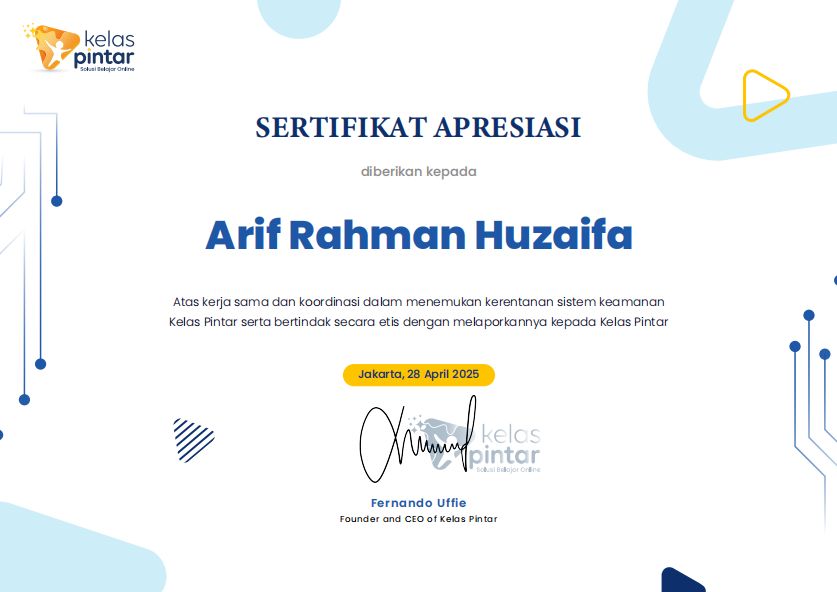 kelas
pintar
Solusi Belajar Online
SERTIFIKAT APRESIASI
diberikan kepada
Arif Rahman Huzaifa
Atas kerja sama dan koordinasi dalam menemukan kerentanan sistem keamanan
Kelas Pintar serta bertindak secara etis dengan melaporkannya kepada Kelas Pintar
Jakarta, 28 April 2025
kelas
pintar
Solusi Belajar Online
Fernando Uffie
Founder and CEO of Kelas Pintar